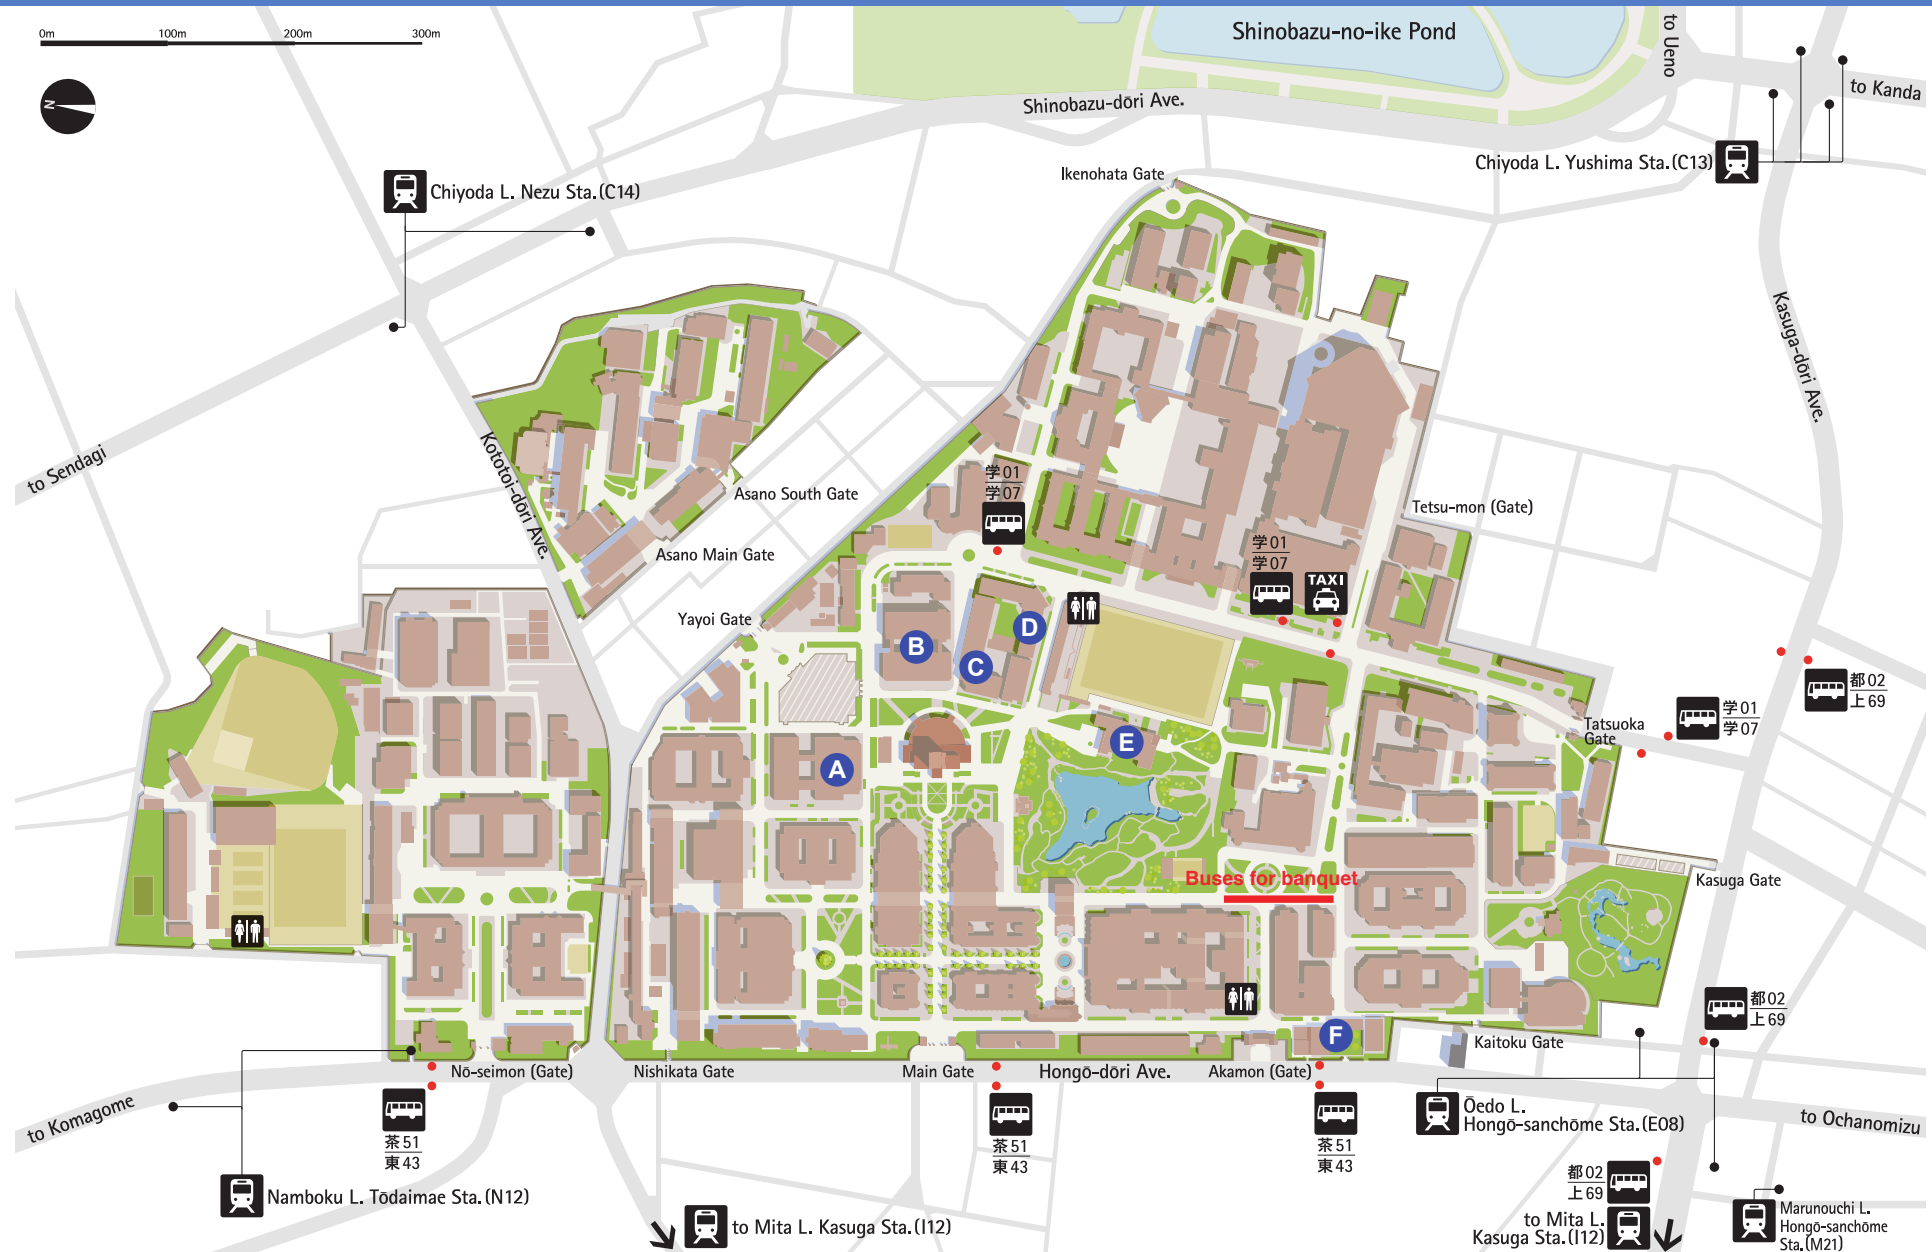 0m 100m 200m 300m
N
Shinobazu-no-ike Pond
to Ueno
to Kanda
Shinobazu-dōri Ave.
Chiyoda L. Yushima Sta.(C13)
Ikenohata Gate
Chiyoda L. Nezu Sta.(C14)
Kasuga-dōri Ave.
to Sendagi
Kototoi-dōri Ave.
Asano South Gate
学01
学07
Tetsu-mon (Gate)
Asano Main Gate
学01
学07
TAXI
Yayoi Gate
B
C
D
都02
上69
学01
学07
Tatsuoka
Gate
A
E
Buses for banquet
Kasuga Gate
都02
上69
F
Kaitoku Gate
Nō-seimon (Gate)
Nishikata Gate
Main Gate
Hongō-dōri Ave.
Akamon (Gate)
to Komagome
茶51
東43
茶51
東43
茶51
東43
Ōedo L.
Hongō-sanchōme Sta.(E08)
to Ochanomizu
都02
上69
Namboku L. Tōdaimae Sta.(N12)
to Mita L. Kasuga Sta.(I12)
to Mita L.
Kasuga Sta.(I12)
Marunouchi L.
Hongō-sanchōme
Sta.(M21)